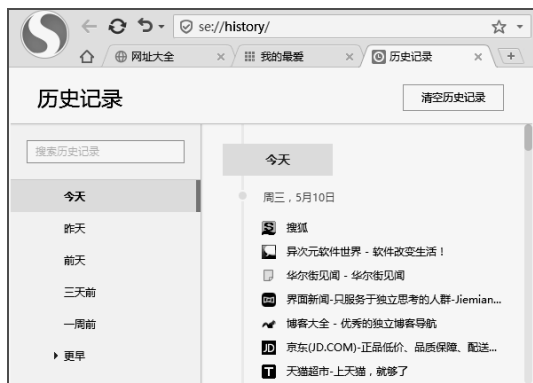 se://history/
网址大全
我的最爱
历史记录
历史记录
清空历史记录
搜索历史记录
今天
昨天
前天
三天前
一周前
更早
今天
周三，5月10日
搜狐
异次元软件世界 - 软件改变生活！
华尔街见闻 - 华尔街见闻
界面新闻-只服务于独立思考的人群-Jiemian...
博客大全 - 优秀的独立博客导航
京东(JD.COM)-正品低价、品质保障、配送...
天猫超市-上天猫，就够了